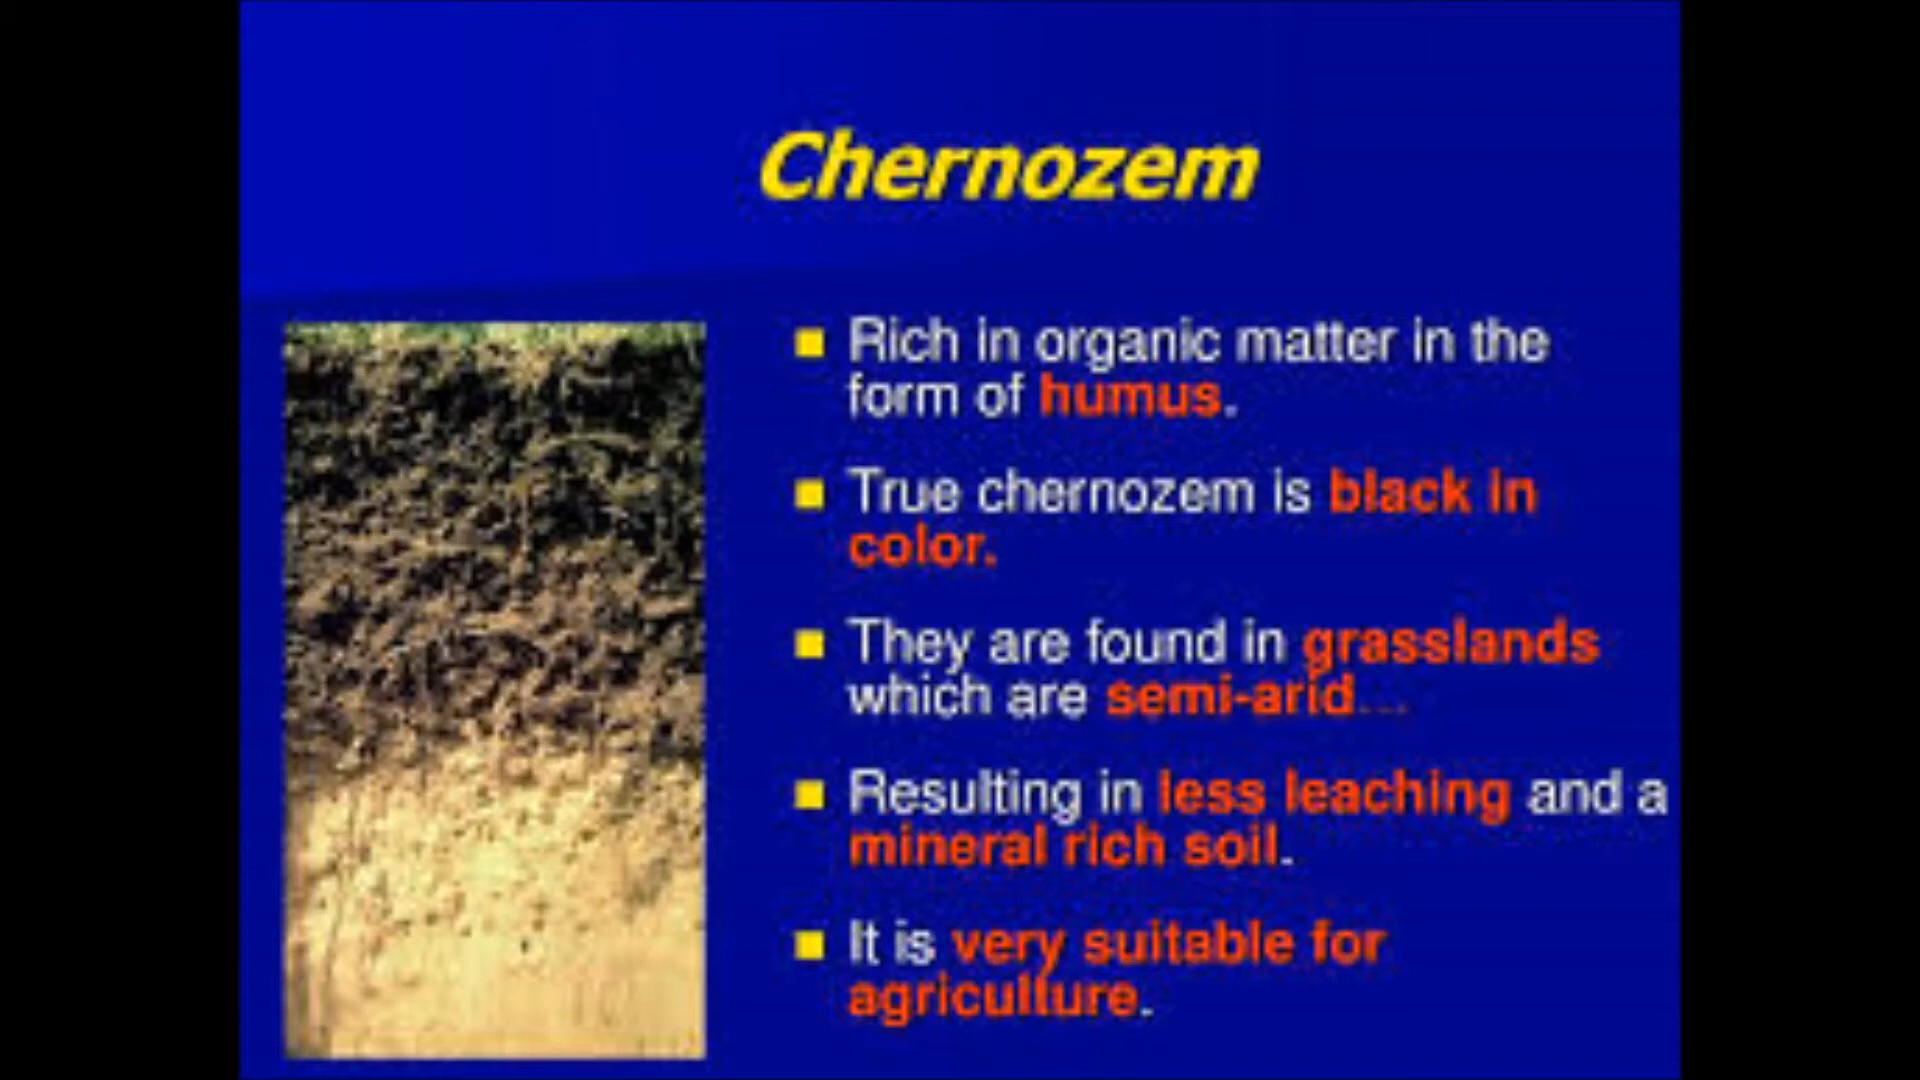 Chernozem
Rich in organic matter in the
form of humus.
True chernozem is black in
color.
They are found in grasslands
which are semi-arid...
Resulting in less leaching and a
mineral rich soil.
It is very suitable for
agriculture.